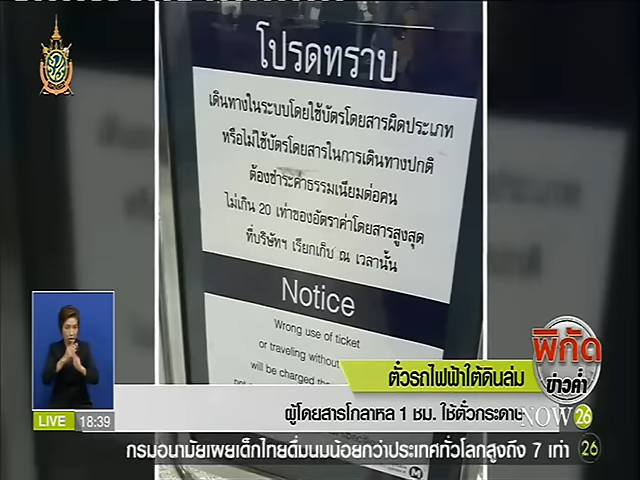 โปรดทราบ
เดินทางในระบบโดยใช้บัตรโดยสารผิดประเภท
หรือไม่ใช้บัตรโดยสารในการเดินทางปกติ
ต้องชำระค่าธรรมเนียมต่อคน
ไม่เกิน 20 เท่าของอัตราค่าโดยสารสูงสุด
ที่บริษัทฯ เรียกเก็บ ณ เวลานั้น
Notice
Wrong use of ticket
or traveling without
will be charged
พิกัด
ข่าวค่ำ
ตั๋วรถไฟฟ้าใต้ดินล่ม
ผู้โดยสารโกลาหล 1 ชม. ใช้ตั๋วกระดาษ
NOW 26
LIVE 18:39
กรมอนามัยเผยเด็กไทยดื่มนมน้อยกว่าประเทศทั่วโลกสูงถึง 7 เท่า
26